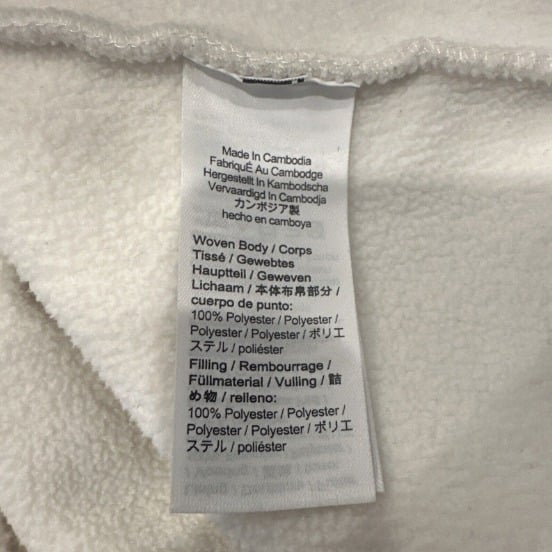 Made In Cambodia
FabriquÉ Au Cambodge
Hergestellt In Kambodscha
Vervaardigd In Cambodja
カンボジア製
hecho en camboya
Woven Body / Corps
Tissé / Gewebtes
Hauptteil / Geweven
Lichaam / 本体布帛部分 /
cuerpo de punto:
100% Polyester / Polyester /
Polyester / Polyester / ポリエ
ステル / poliéster
Filling / Rembourrage /
Füllmaterial / Vulling / 詰
め物 / relleno:
100% Polyester / Polyester /
Polyester / Polyester / ポリエ
ステル / poliéster